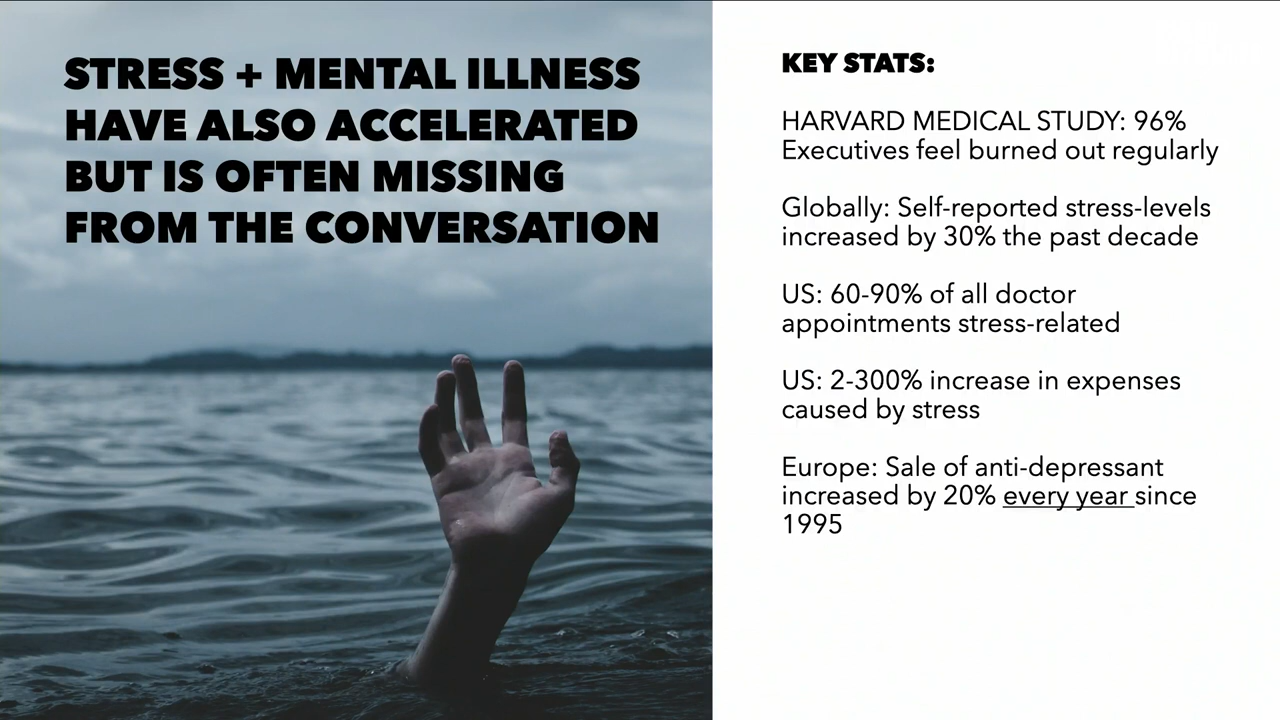 STRESS + MENTAL ILLNESS
HAVE ALSO ACCELERATED
BUT IS OFTEN MISSING
FROM THE CONVERSATION
KEY STATS:
HARVARD MEDICAL STUDY: 96%
Executives feel burned out regularly
Globally: Self-reported stress-levels
increased by 30% the past decade
US: 60-90% of all doctor
appointments stress-related
US: 2-300% increase in expenses
caused by stress
Europe: Sale of anti-depressant
increased by 20% every year since
1995